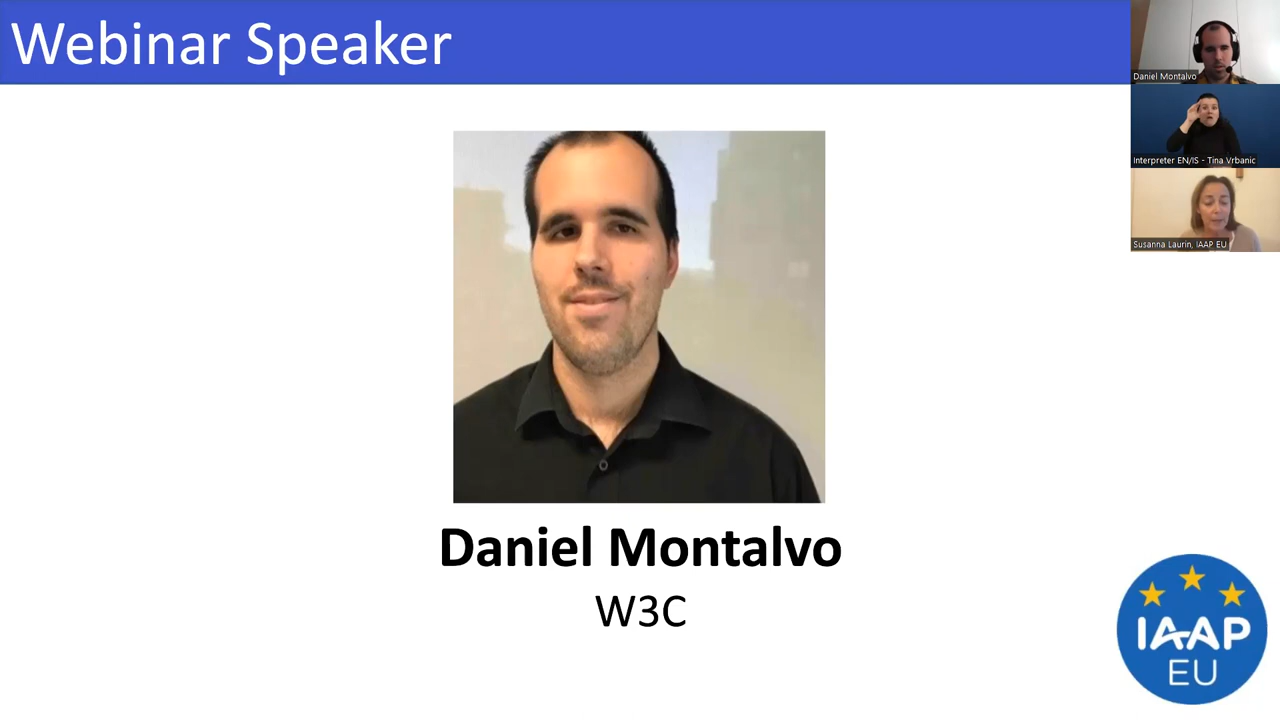 Webinar Speaker
Daniel Montalvo
Interpreter EN/IS - Tina Vrbanic
Susanna Laurin, IAAP EU
Daniel Montalvo
W3C
IAAP
EU